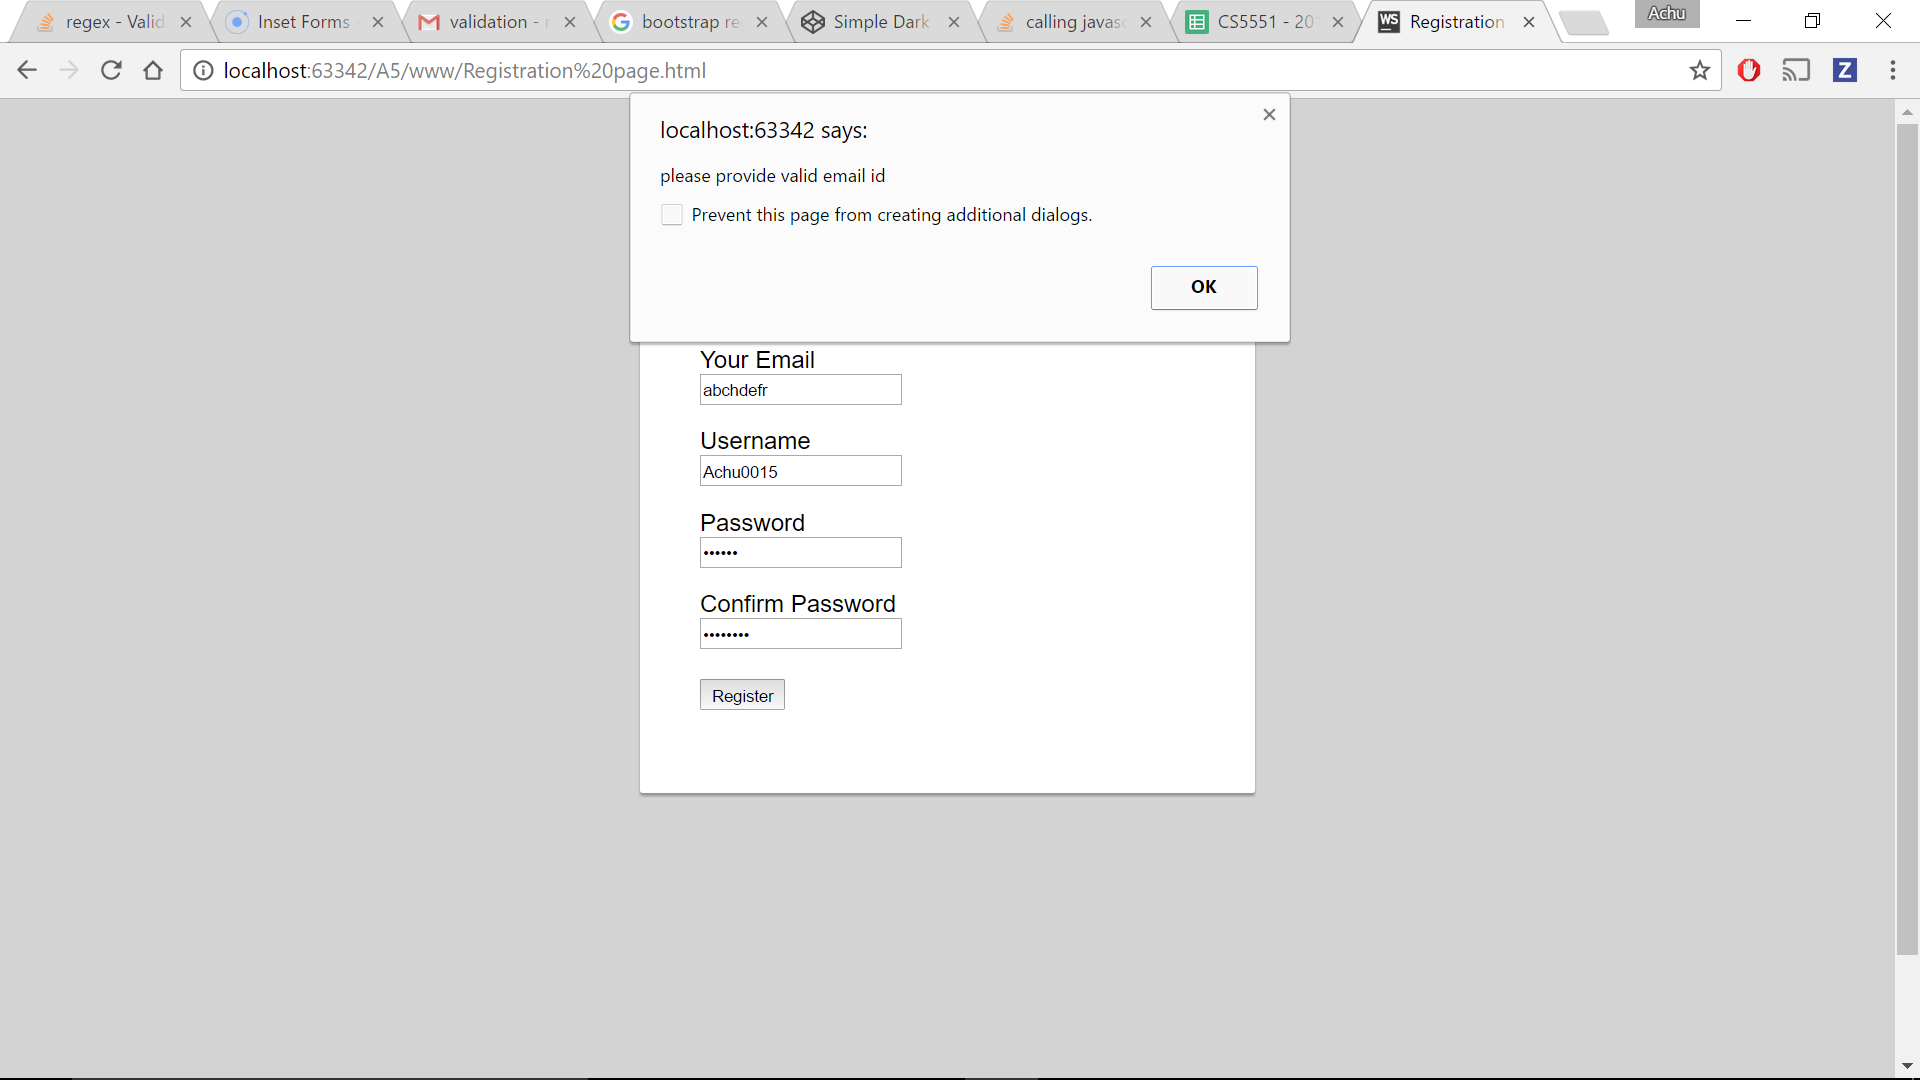 regex - Valid
Inset Forms
validation -
bootstrap re
Simple Dark
calling javasc
CS5551 - 20
WS Registration
Achu
localhost:63342/A5/www/Registration%20page.html
Z
localhost:63342 says:
please provide valid email id
Prevent this page from creating additional dialogs.
OK
Your Email
abchdefr
Username
Achu0015
Password
••••••
Confirm Password
••••••••
Register